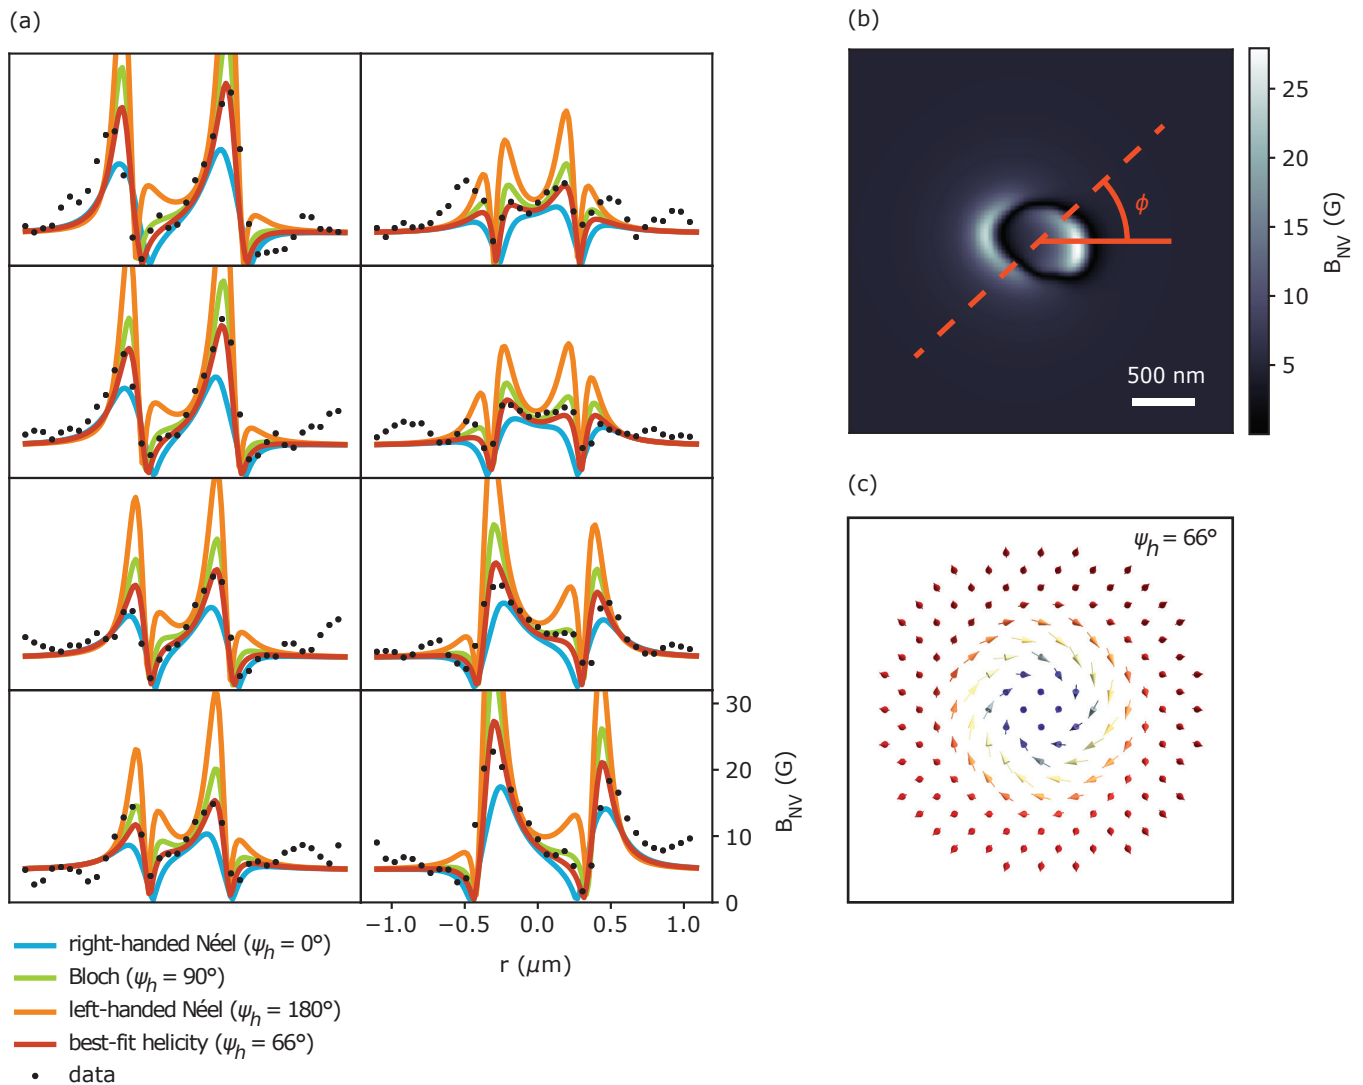 (a)
(b)
ϕ
500 nm
25
20
15
10
5
B_NV (G)
(c)
ψ_h = 66°
30
20
10
0
B_NV (G)
−1.0 −0.5 0.0 0.5 1.0
r (μm)
right-handed Néel (ψ_h = 0°)
Bloch (ψ_h = 90°)
left-handed Néel (ψ_h = 180°)
best-fit helicity (ψ_h = 66°)
data